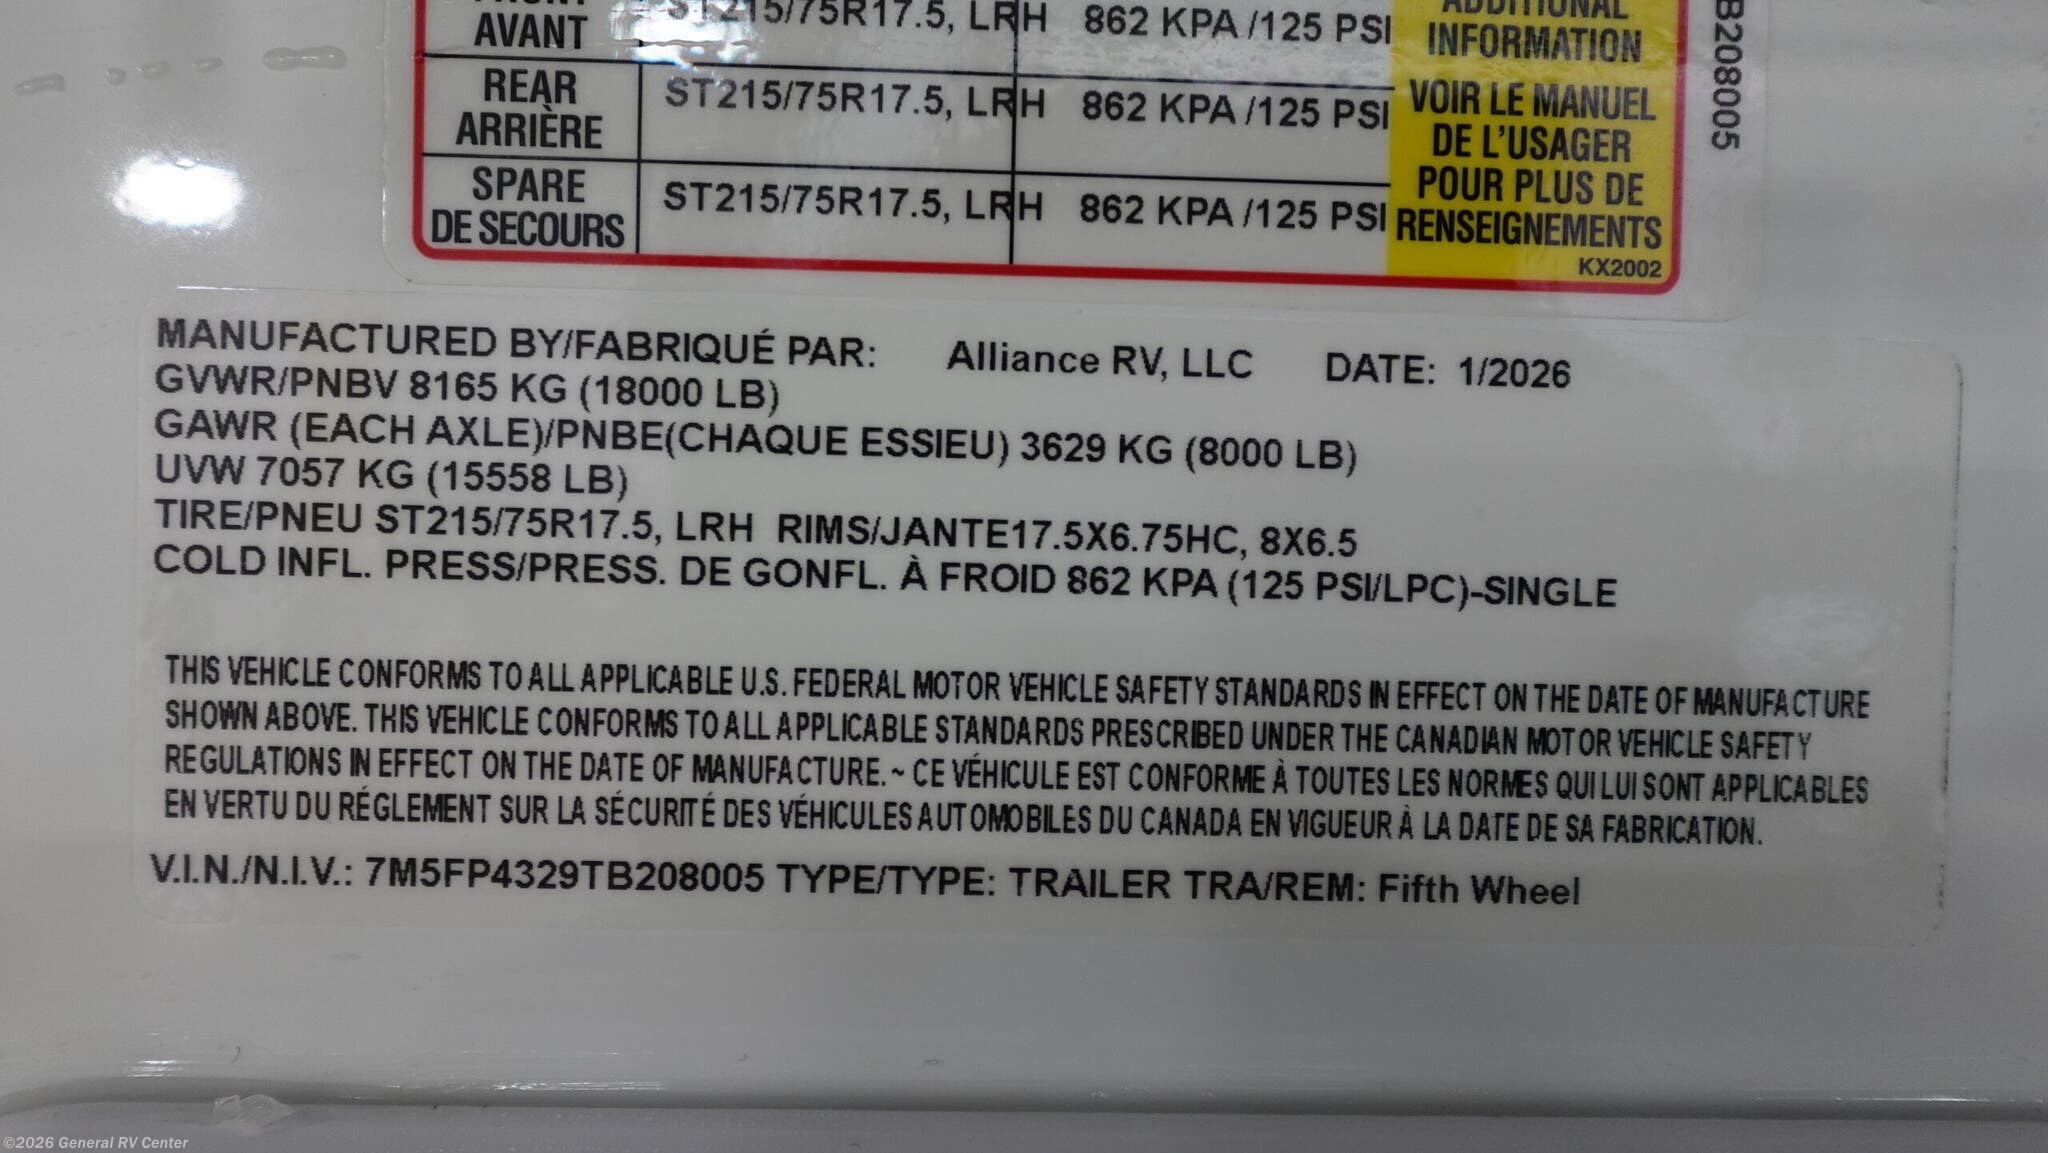 FRONT
AVANT
ST215/75R17.5, LRH 862 KPA /125 PSI
ADDITIONAL
INFORMATION
REAR
ARRIÈRE
ST215/75R17.5, LRH 862 KPA /125 PSI
SPARE
DE SECOURS
ST215/75R17.5, LRH 862 KPA /125 PSI
VOIR LE MANUEL
DE L'USAGER
POUR PLUS DE
RENSEIGNEMENTS
KX2002
B208005
MANUFACTURED BY/FABRIQUÉ PAR: Alliance RV, LLC DATE: 1/2026
GVWR/PNBV 8165 KG (18000 LB)
GAWR (EACH AXLE)/PNBE(CHAQUE ESSIEU) 3629 KG (8000 LB)
UVW 7057 KG (15558 LB)
TIRE/PNEU ST215/75R17.5, LRH RIMS/JANTE17.5X6.75HC, 8X6.5
COLD INFL. PRESS/PRESS. DE GONFL. À FROID 862 KPA (125 PSI/LPC)-SINGLE
THIS VEHICLE CONFORMS TO ALL APPLICABLE U.S. FEDERAL MOTOR VEHICLE SAFETY STANDARDS IN EFFECT ON THE DATE OF MANUFACTURE
SHOWN ABOVE. THIS VEHICLE CONFORMS TO ALL APPLICABLE STANDARDS PRESCRIBED UNDER THE CANADIAN MOTOR VEHICLE SAFETY
REGULATIONS IN EFFECT ON THE DATE OF MANUFACTURE. ~ CE VÉHICULE EST CONFORME À TOUTES LES NORMES QUI LUI SONT APPLICABLES
EN VERTU DU RÉGLEMENT SUR LA SÉCURITÉ DES VÉHICULES AUTOMOBILES DU CANADA EN VIGUEUR À LA DATE DE SA FABRICATION.
V.I.N./N.I.V.: 7M5FP4329TB208005 TYPE/TYPE: TRAILER TRA/REM: Fifth Wheel
©2026 General RV Center